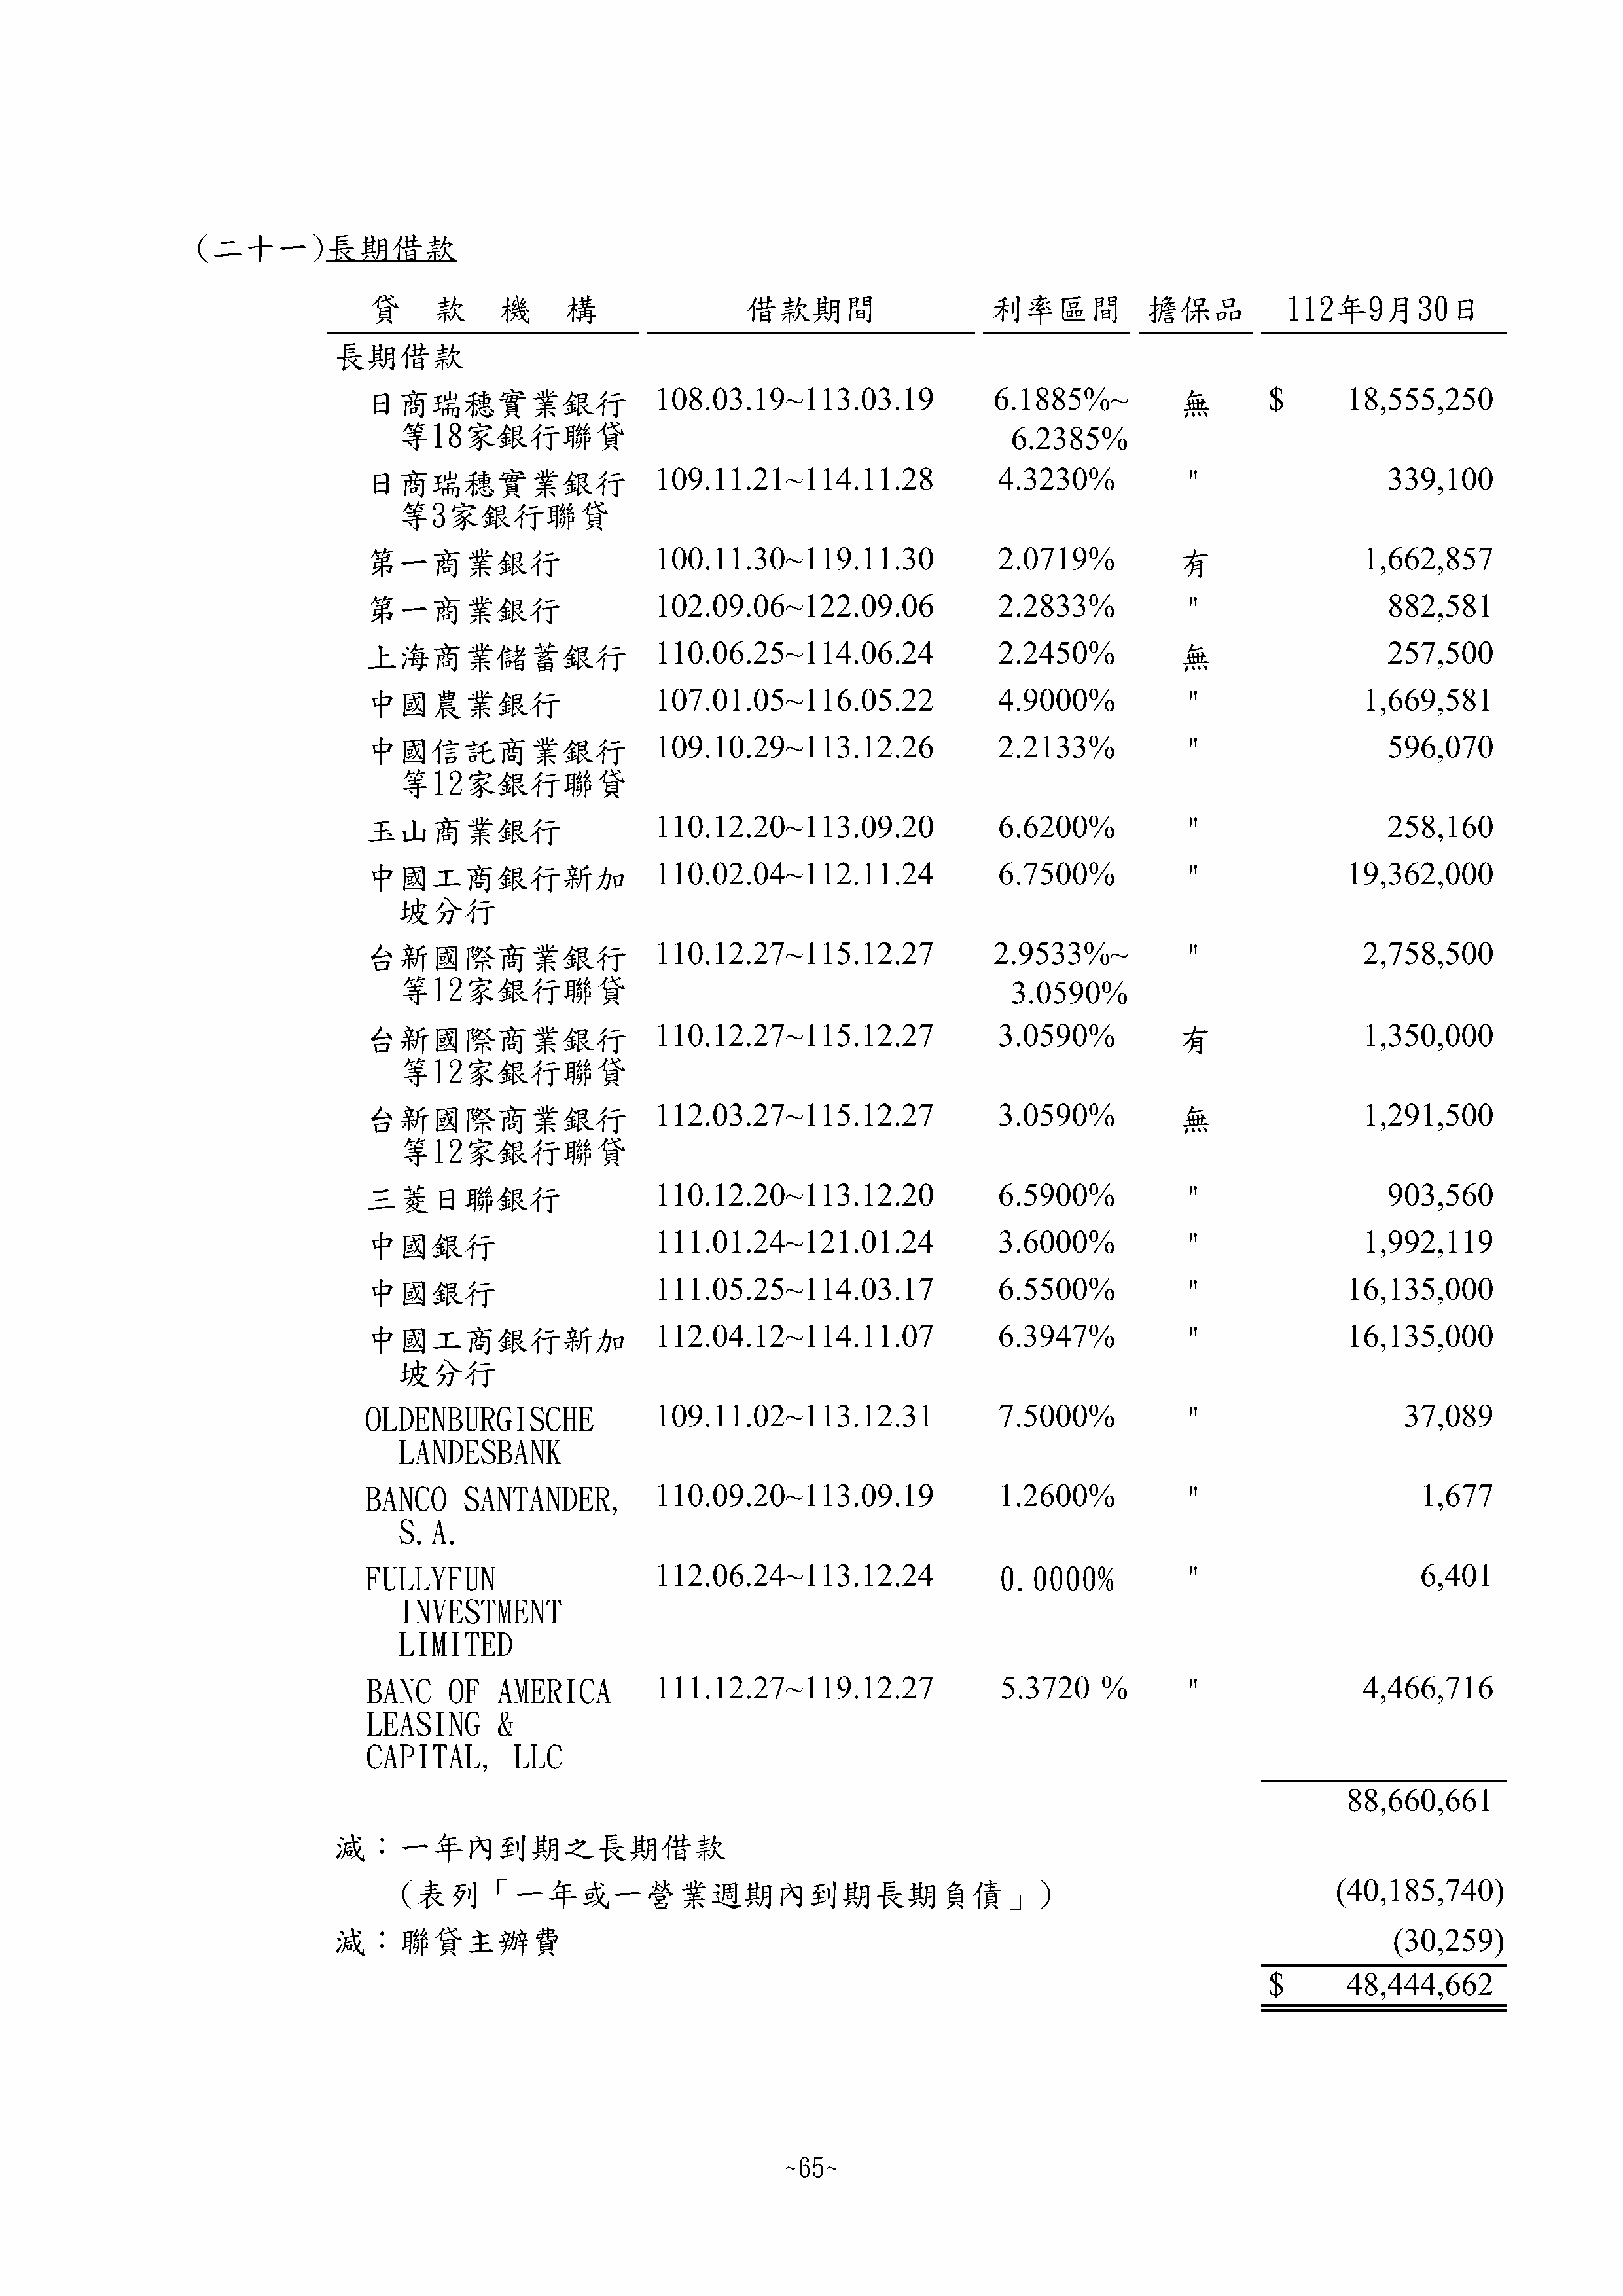 (二十一)長期借款
貸 款 機 構 借款期間 利率區間 擔保品 112年9月30日
長期借款
日商瑞穗實業銀行 108.03.19~113.03.19 6.1885%~ 無 $ 18,555,250
等18家銀行聯貸 6.2385%
日商瑞穗實業銀行 109.11.21~114.11.28 4.3230% " 339,100
等3家銀行聯貸
第一商業銀行 100.11.30~119.11.30 2.0719% 有 1,662,857
第一商業銀行 102.09.06~122.09.06 2.2833% " 882,581
上海商業儲蓄銀行 110.06.25~114.06.24 2.2450% 無 257,500
中國農業銀行 107.01.05~116.05.22 4.9000% " 1,669,581
中國信託商業銀行 109.10.29~113.12.26 2.2133% " 596,070
等12家銀行聯貸
玉山商業銀行 110.12.20~113.09.20 6.6200% " 258,160
中國工商銀行新加 110.02.04~112.11.24 6.7500% " 19,362,000
坡分行
台新國際商業銀行 110.12.27~115.12.27 2.9533%~ " 2,758,500
等12家銀行聯貸 3.0590%
台新國際商業銀行 110.12.27~115.12.27 3.0590% 有 1,350,000
等12家銀行聯貸
台新國際商業銀行 112.03.27~115.12.27 3.0590% 無 1,291,500
等12家銀行聯貸
三菱日聯銀行 110.12.20~113.12.20 6.5900% " 903,560
中國銀行 111.01.24~121.01.24 3.6000% " 1,992,119
中國銀行 111.05.25~114.03.17 6.5500% " 16,135,000
中國工商銀行新加 112.04.12~114.11.07 6.3947% " 16,135,000
坡分行
OLDENBURGISCHE 109.11.02~113.12.31 7.5000% " 37,089
LANDESBANK
BANCO SANTANDER, 110.09.20~113.09.19 1.2600% " 1,677
S.A.
FULLYFUN 112.06.24~113.12.24 0.0000% " 6,401
INVESTMENT
LIMITED
BANC OF AMERICA 111.12.27~119.12.27 5.3720 % " 4,466,716
LEASING &
CAPITAL, LLC
88,660,661
減：一年內到期之長期借款
(表列「一年或一營業週期內到期長期負債」) (40,185,740)
減：聯貸主辦費 (30,259)
$ 48,444,662
~65~